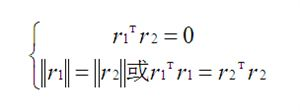 r₁ᵀr₂ = 0
‖r₁‖ = ‖r₂‖或r₁ᵀr₁ = r₂ᵀr₂